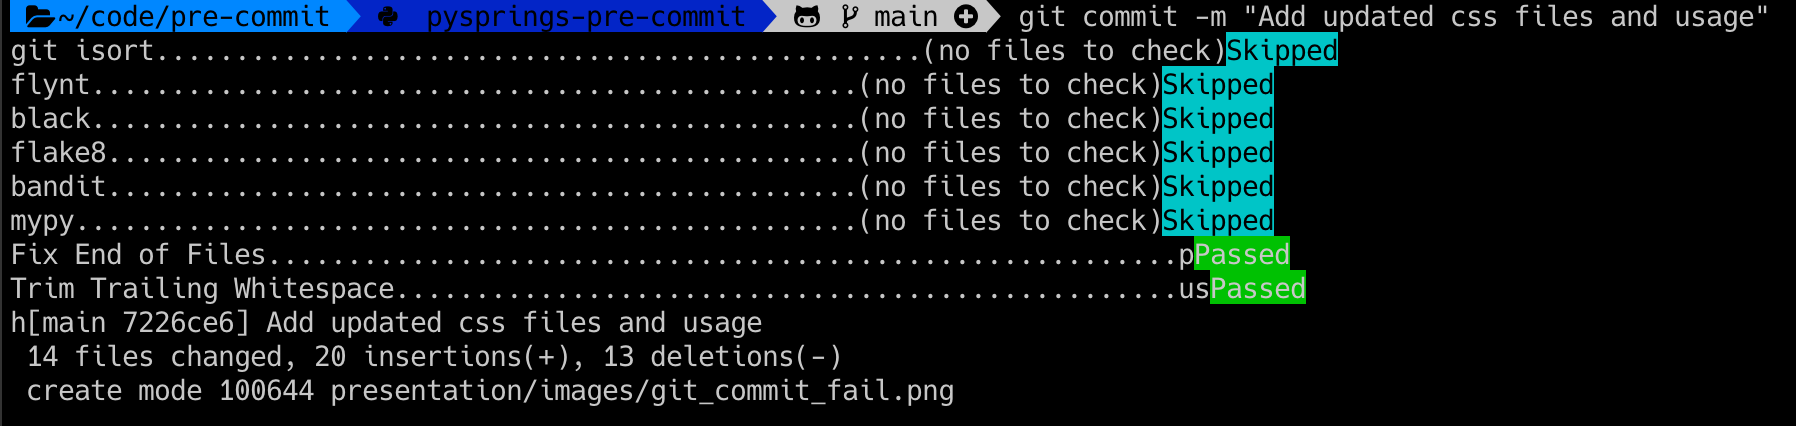 ~/code/pre-commit pysprings-pre-commit main git commit -m "Add updated css files and usage"
git isort................................................(no files to check)Skipped
flynt................................................(no files to check)Skipped
black................................................(no files to check)Skipped
flake8...............................................(no files to check)Skipped
bandit...............................................(no files to check)Skipped
mypy.................................................(no files to check)Skipped
Fix End of Files.........................................................pPassed
Trim Trailing Whitespace.................................................usPassed
h[main 7226ce6] Add updated css files and usage
 14 files changed, 20 insertions(+), 13 deletions(-)
 create mode 100644 presentation/images/git_commit_fail.png